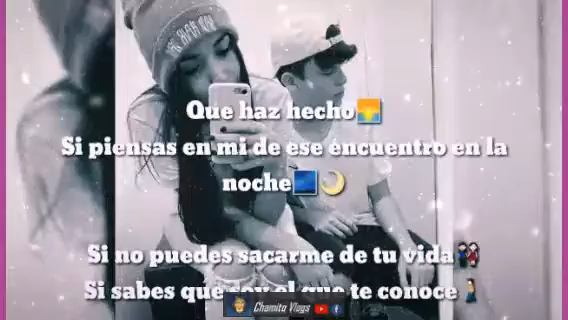 Que haz hecho🌅
Si piensas en mi de ese encuentro en la
noche🟦🌙
Si no puedes sacarme de tu vida👫
Si sabes que soy el que te conoce🚶
Chamito Vlogs